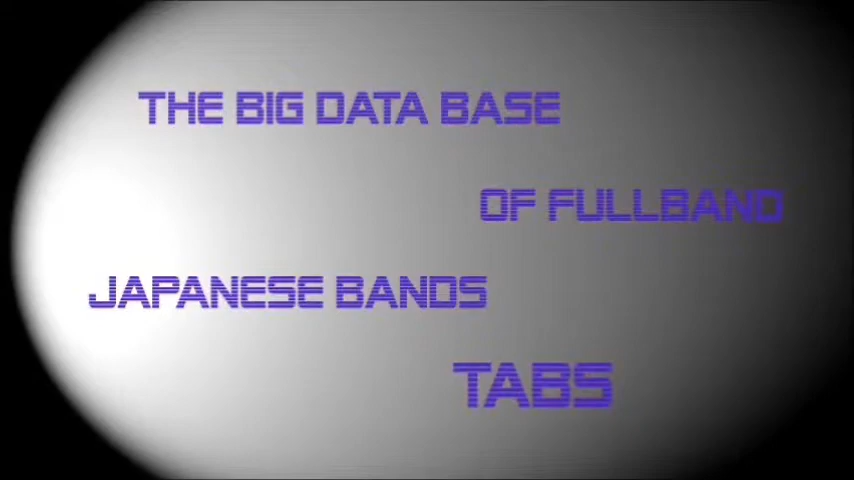 THE BIG DATA BASE
OF FULLBAND
JAPANESE BANDS
TABS